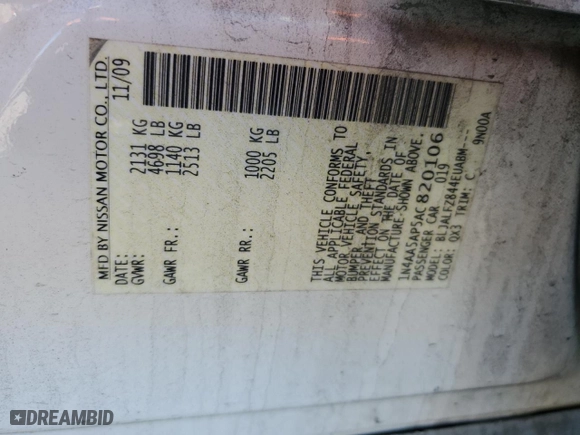 MFD BY NISSAN MOTOR CO., LTD.
DATE: 11/09
GVWR: 2131 KG
4698 LB
GAWR FR.: 1140 KG
2513 LB
GAWR RR.: 1000 KG
2205 LB
THIS VEHICLE CONFORMS TO
ALL APPLICABLE FEDERAL
MOTOR VEHICLE SAFETY,
BUMPER, AND THEFT
PREVENTION STANDARDS IN
EFFECT ON THE DATE OF
MANUFACTURE SHOWN ABOVE.
1N4AA5AP5AC820106
PASSENGER CAR 019
MODEL: BLJALFZ844EUABM---
COLOR: QX3 TRIM: C 9N00A
DREAMBID